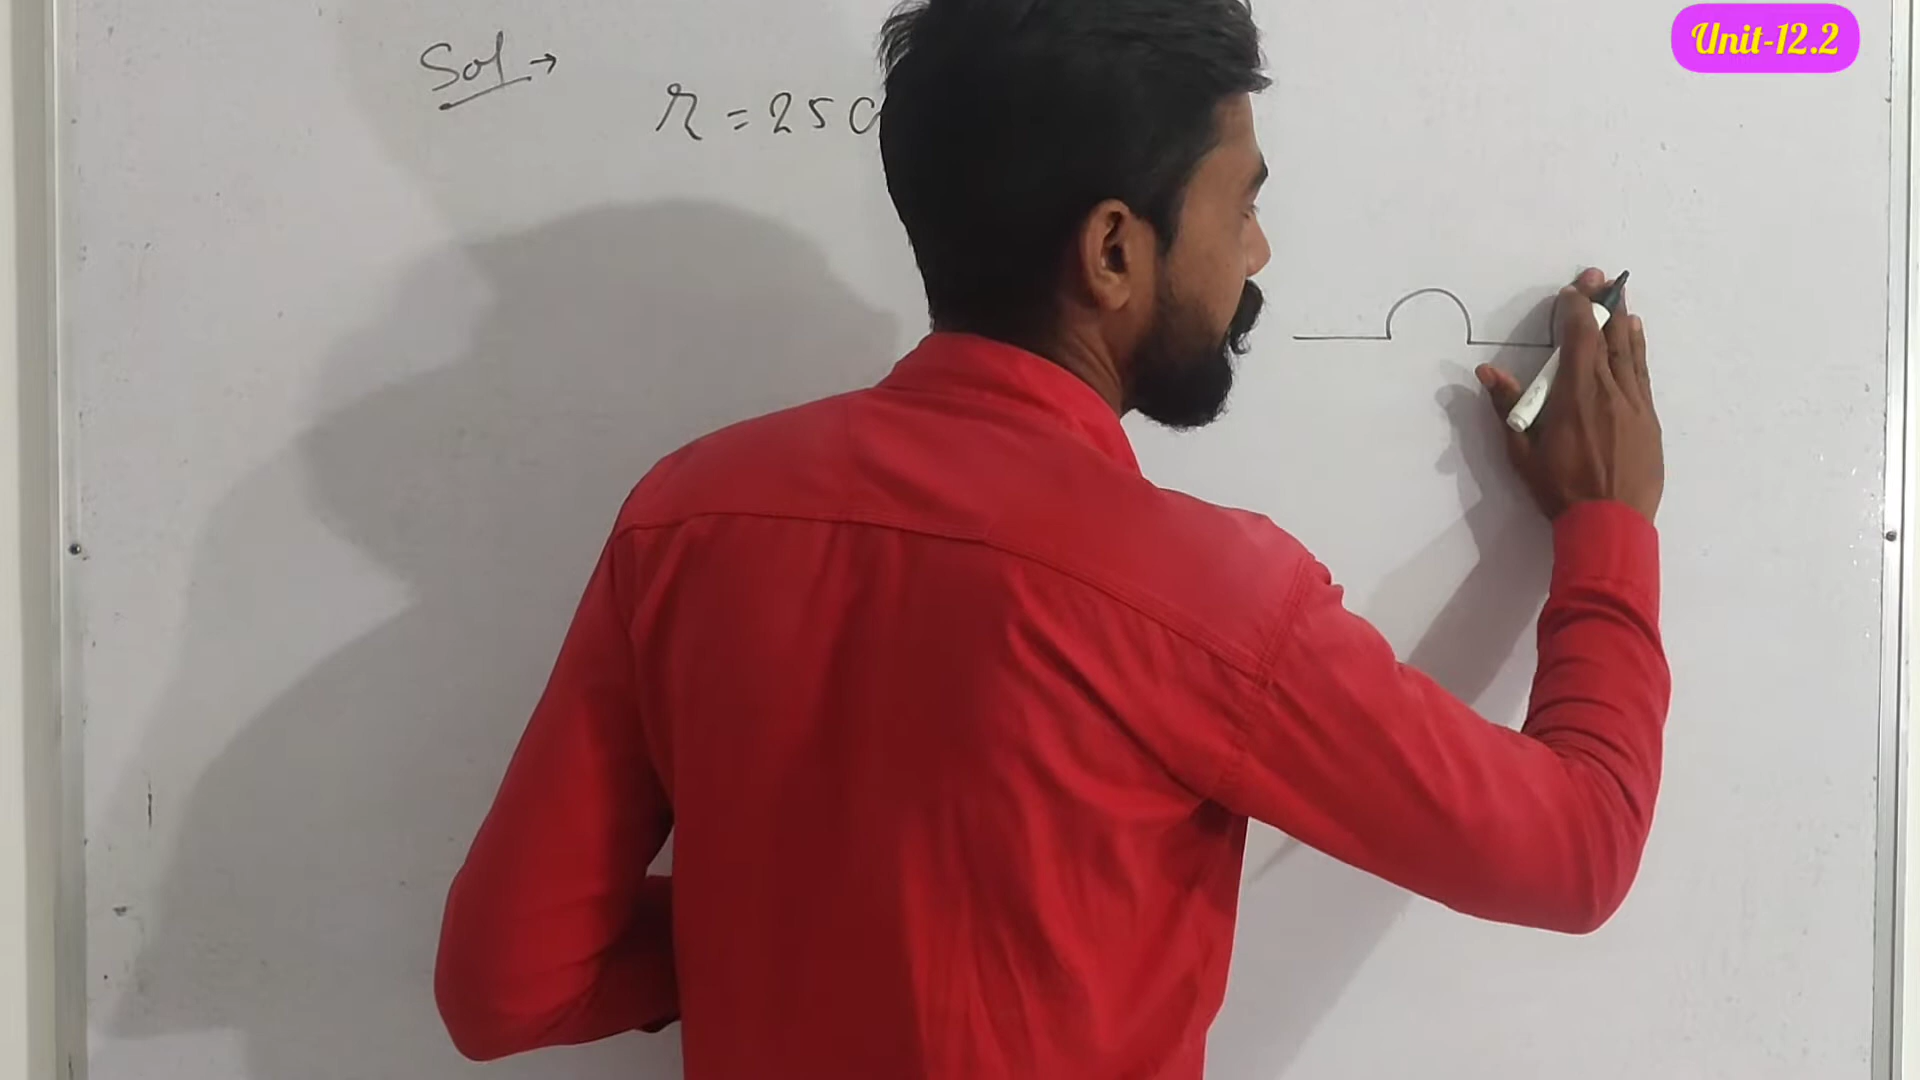 Unit-12.2
Sol →
r = 25 c